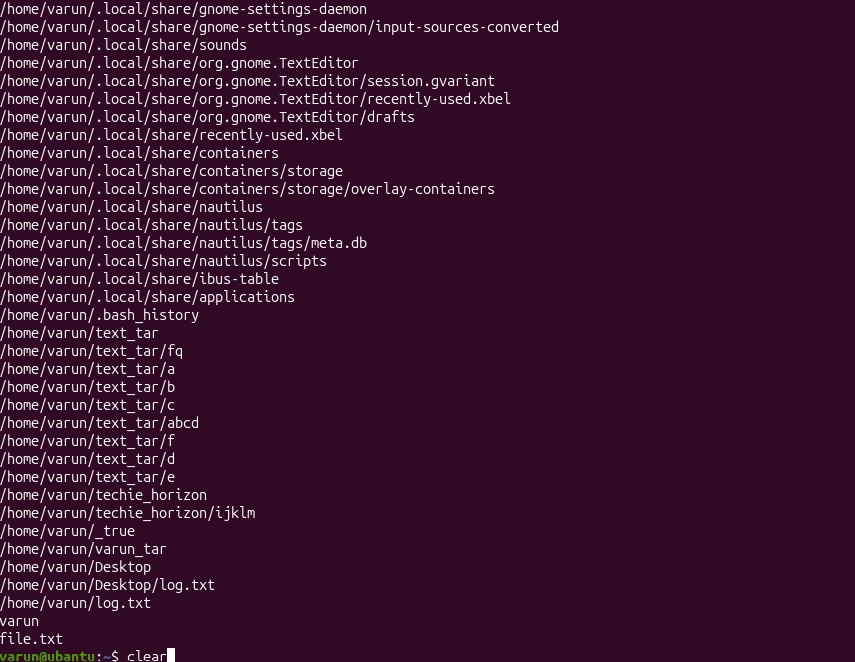 /home/varun/.local/share/gnome-settings-daemon
/home/varun/.local/share/gnome-settings-daemon/input-sources-converted
/home/varun/.local/share/sounds
/home/varun/.local/share/org.gnome.TextEditor
/home/varun/.local/share/org.gnome.TextEditor/session.gvariant
/home/varun/.local/share/org.gnome.TextEditor/recently-used.xbel
/home/varun/.local/share/org.gnome.TextEditor/drafts
/home/varun/.local/share/recently-used.xbel
/home/varun/.local/share/containers
/home/varun/.local/share/containers/storage
/home/varun/.local/share/containers/storage/overlay-containers
/home/varun/.local/share/nautilus
/home/varun/.local/share/nautilus/tags
/home/varun/.local/share/nautilus/tags/meta.db
/home/varun/.local/share/nautilus/scripts
/home/varun/.local/share/ibus-table
/home/varun/.local/share/applications
/home/varun/.bash_history
/home/varun/text_tar
/home/varun/text_tar/fq
/home/varun/text_tar/a
/home/varun/text_tar/b
/home/varun/text_tar/c
/home/varun/text_tar/abcd
/home/varun/text_tar/f
/home/varun/text_tar/d
/home/varun/text_tar/e
/home/varun/techie_horizon
/home/varun/techie_horizon/ijklm
/home/varun/_true
/home/varun/varun_tar
/home/varun/Desktop
/home/varun/Desktop/log.txt
/home/varun/log.txt
varun
file.txt
varun@ubantu:~$ clear